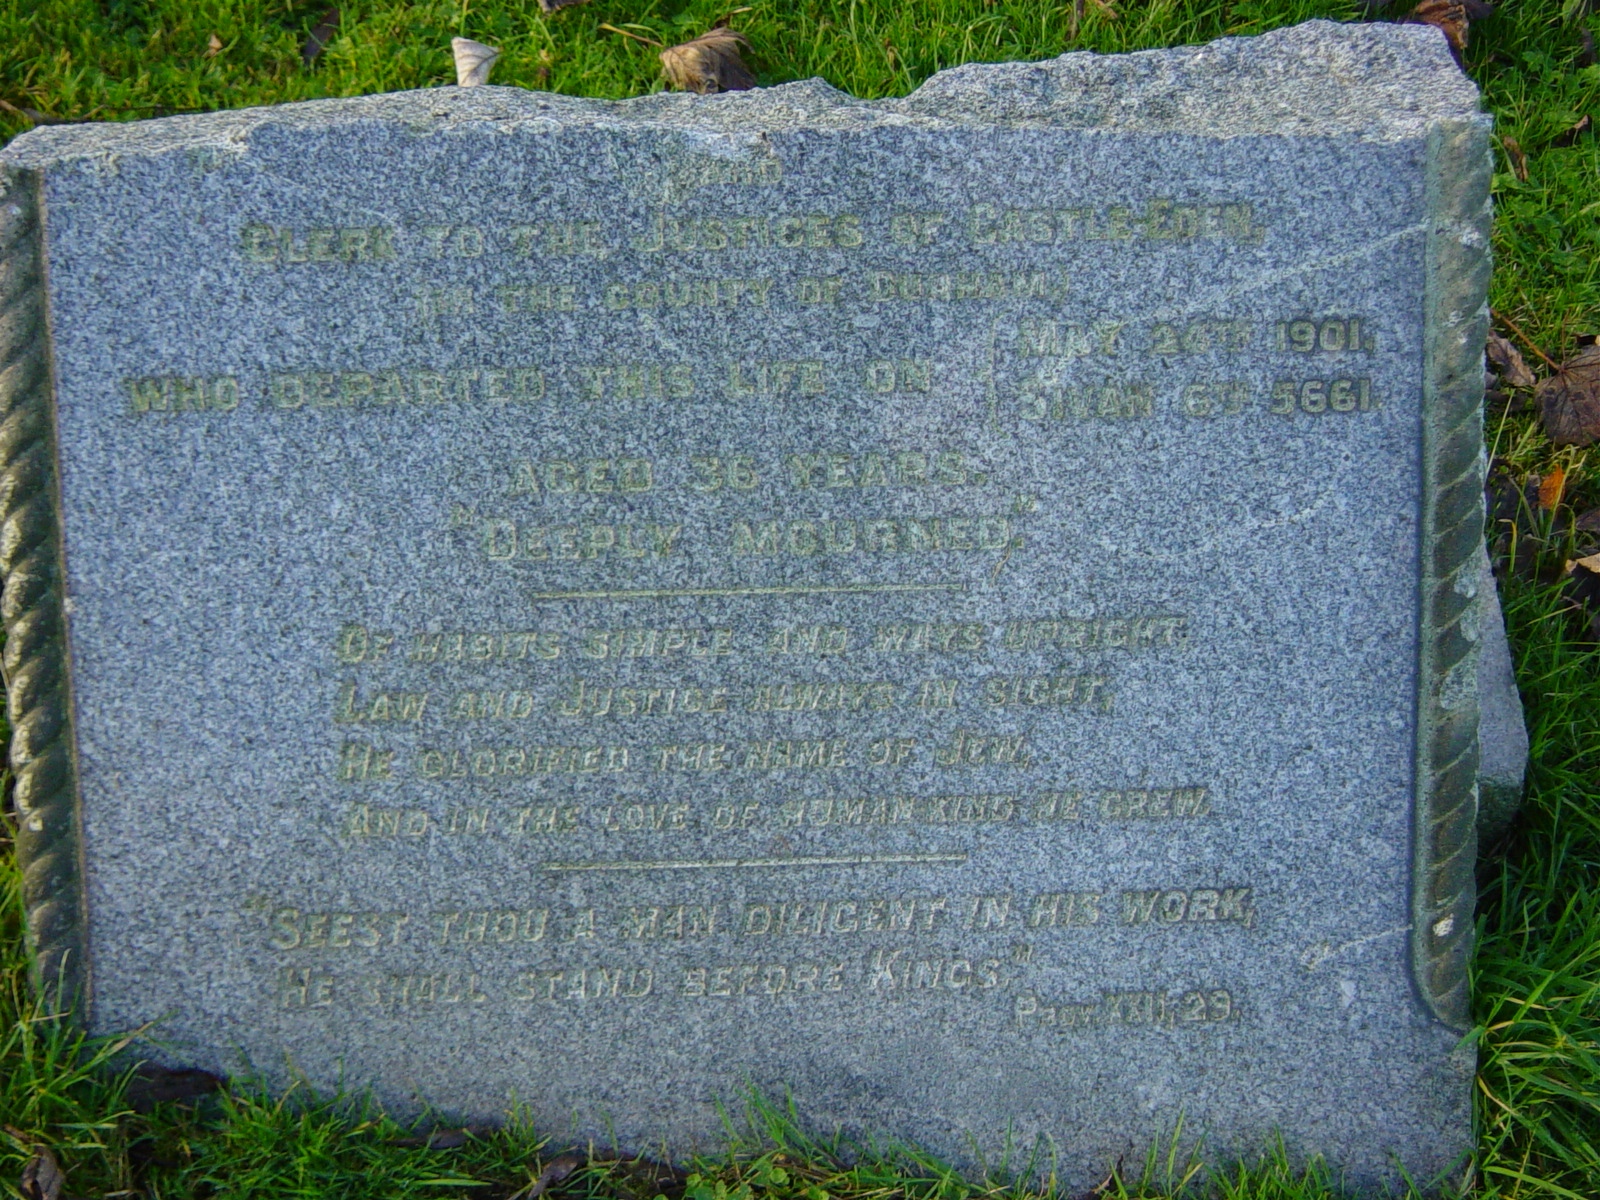 AND
CLERK TO THE JUSTICES OF CASTLE-EDEN,
IN THE COUNTY OF DURHAM,
WHO DEPARTED THIS LIFE ON
MAY 24TH 1901.
SIVAN 6TH 5661.
AGED 36 YEARS.
"DEEPLY MOURNED."
OF HABITS SIMPLE AND WAYS UPRIGHT,
LAW AND JUSTICE ALWAYS IN SIGHT,
HE GLORIFIED THE NAME OF JEW,
AND IN THE LOVE OF HUMAN-KIND HE GREW.
"SEEST THOU A MAN DILIGENT IN HIS WORK,
HE SHALL STAND BEFORE KINGS."
PROV. XXII, 29.